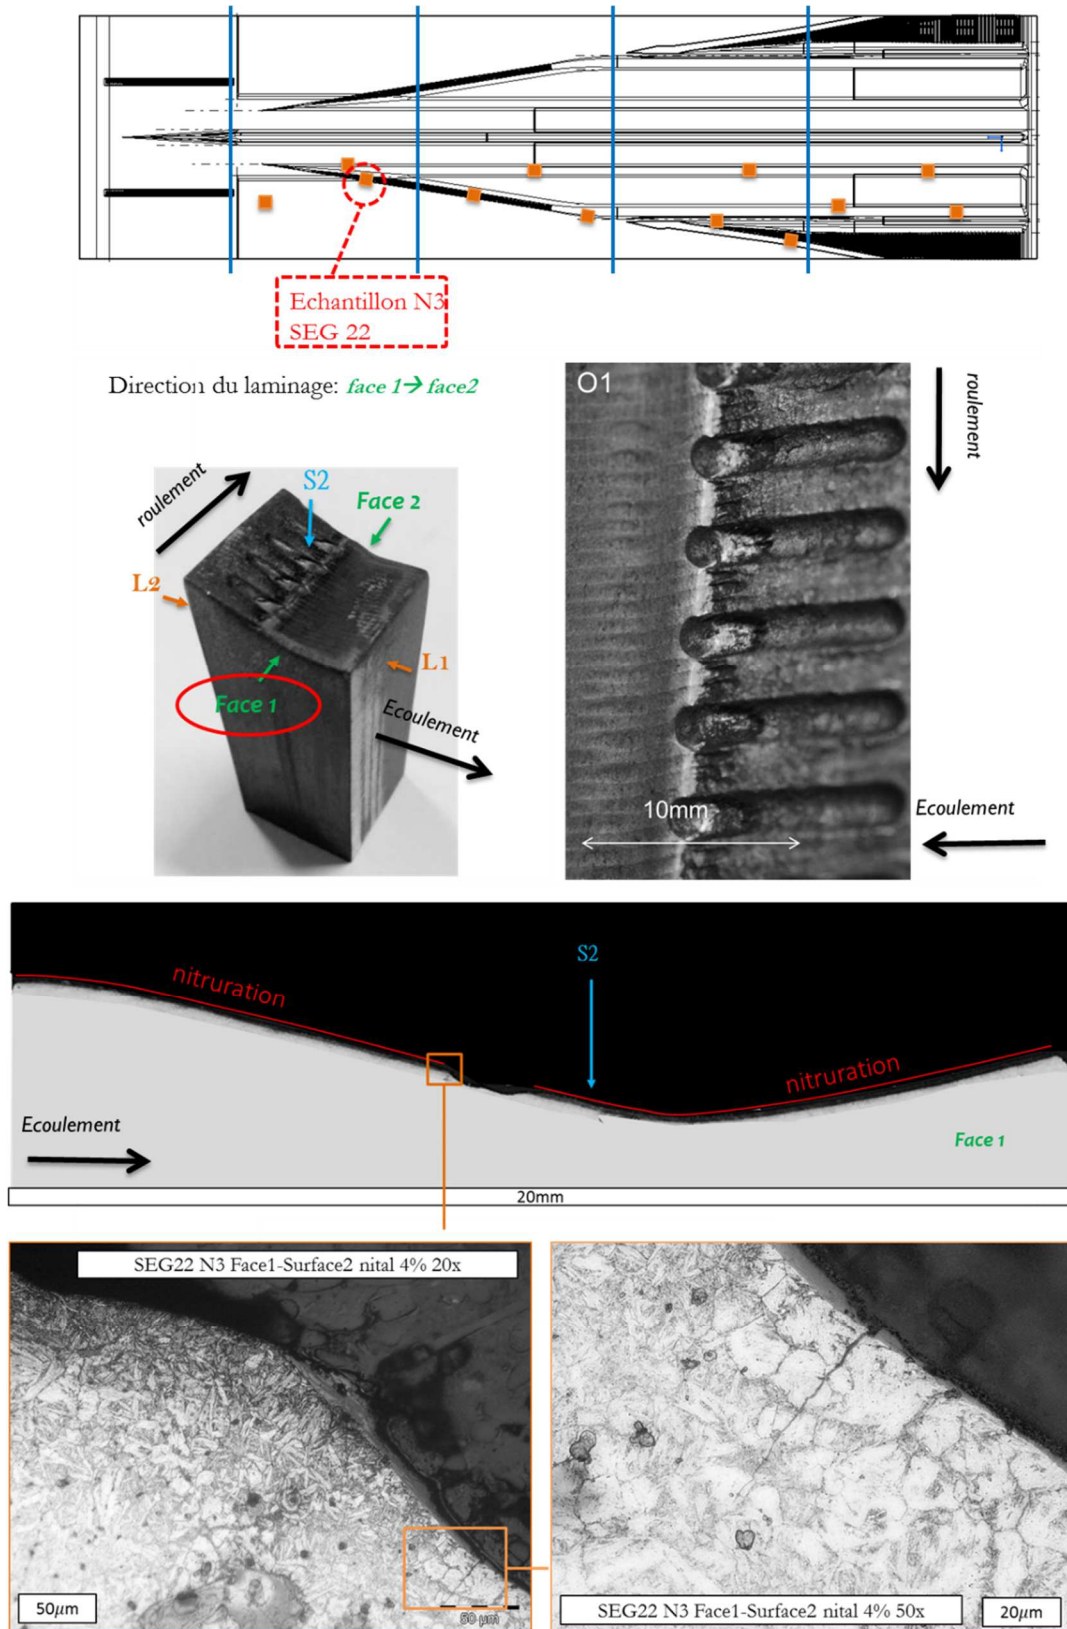 Echantillon N3
SEG 22
Direction du laminage: face 1→ face2
O1
roulement
roulement
S2
Face 2
L2
L1
Face 1
Ecoulement
10mm
Ecoulement
S2
nitruration
nitruration
Ecoulement
Face 1
20mm
SEG22 N3 Face1-Surface2 nital 4% 20x
50µm
50 µm
SEG22 N3 Face1-Surface2 nital 4% 50x
20µm